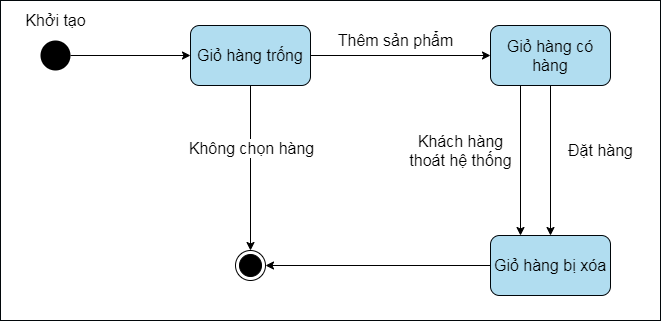 Khởi tạo
Giỏ hàng trống
Thêm sản phẩm
Giỏ hàng có
hàng
Không chọn hàng
Khách hàng
thoát hệ thống
Đặt hàng
Giỏ hàng bị xóa